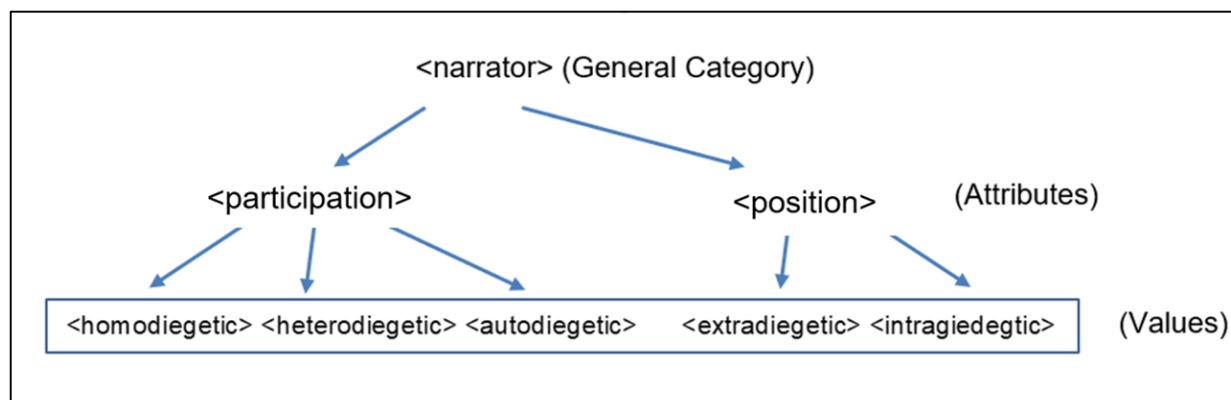 <narrator> (General Category)
<participation>
<position>
(Attributes)
<homodiegetic> <heterodiegetic> <autodiegetic> <extradiegetic> <intragiedegtic>
(Values)